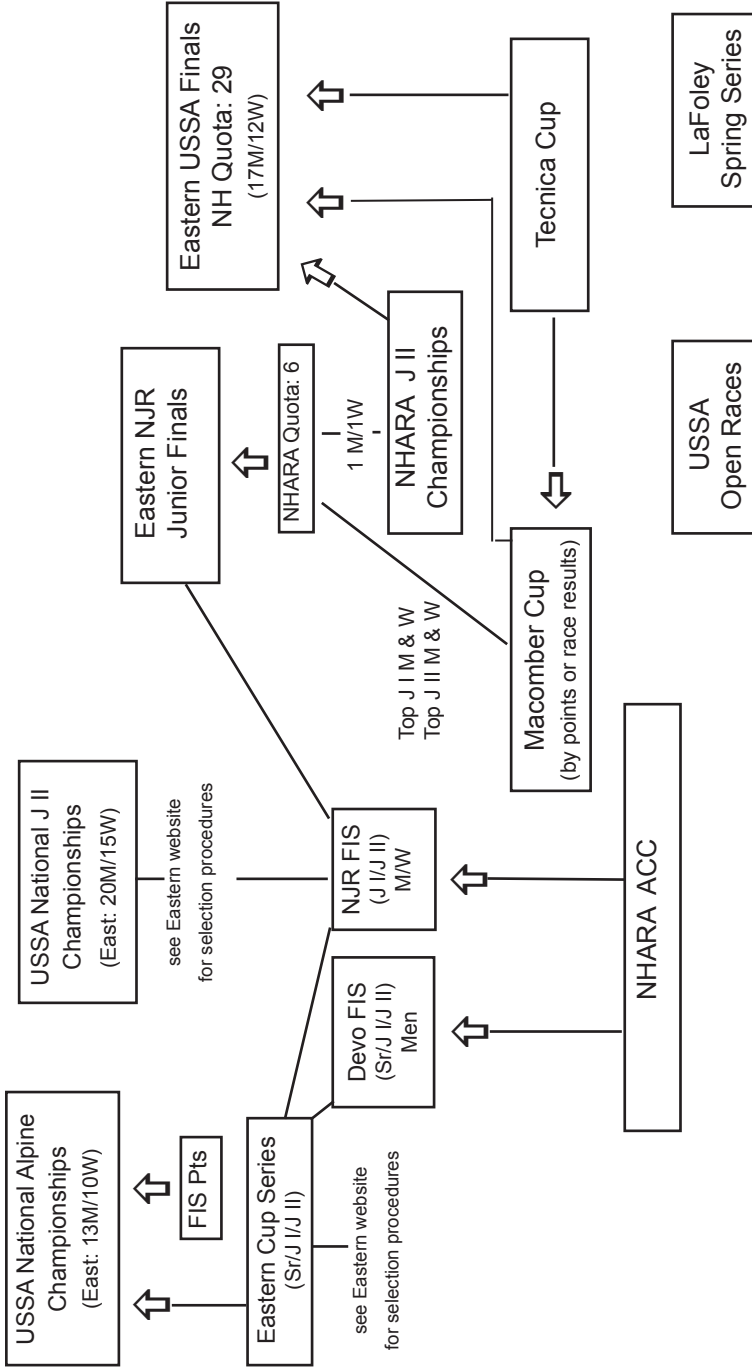 USSA National Alpine
Championships
(East: 13M/10W)
USSA National J II
Championships
(East: 20M/15W)
Eastern NJR
Junior Finals
Eastern USSA Finals
NH Quota: 29
(17M/12W)
FIS Pts
see Eastern website
for selection procedures
NHARA Quota: 6
Eastern Cup Series
(Sr/J I/J II)
see Eastern website
for selection procedures
Devo FIS
(Sr/J I/J II)
Men
NJR FIS
(J I/J II)
M/W
1 M/1W
NHARA J II
Championships
Top J I M & W
Top J II M & W
Macomber Cup
(by points or race results)
Tecnica Cup
NHARA ACC
USSA
Open Races
LaFoley
Spring Series